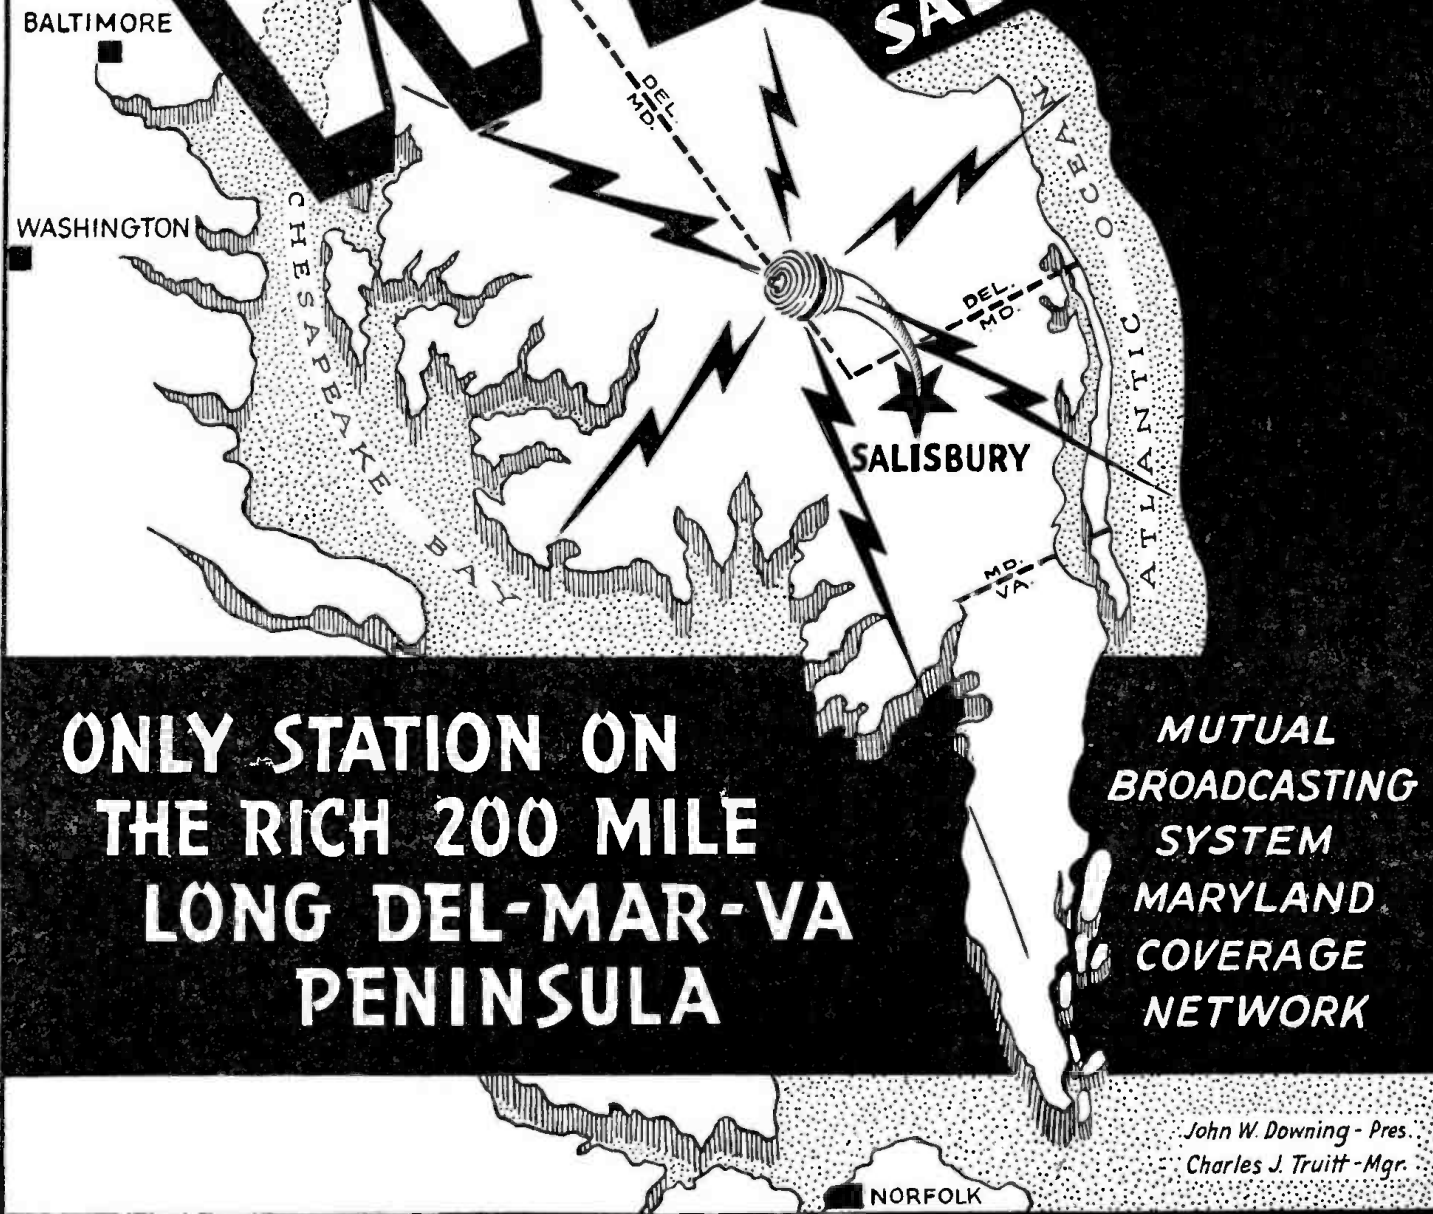 BALTIMORE
DEL.
MD.
WASHINGTON
CHESAPEAKE BAY
ATLANTIC OCEAN
DEL.
MD.
SALISBURY
MD.
VA.
ONLY STATION ON
THE RICH 200 MILE
LONG DEL-MAR-VA
PENINSULA
MUTUAL
BROADCASTING
SYSTEM
MARYLAND
COVERAGE
NETWORK
John W. Downing - Pres.
Charles J. Truitt - Mgr.
NORFOLK